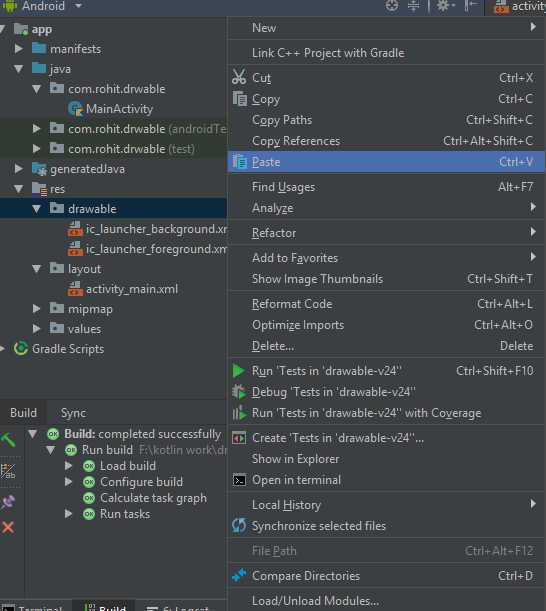 Android
activity
app
manifests
java
com.rohit.drwable
MainActivity
com.rohit.drwable (androidTe
com.rohit.drwable (test)
generatedJava
res
drawable
ic_launcher_background.xm
ic_launcher_foreground.xm
layout
activity_main.xml
mipmap
values
Gradle Scripts
New
Link C++ Project with Gradle
Cut Ctrl+X
Copy Ctrl+C
Copy Paths Ctrl+Shift+C
Copy References Ctrl+Alt+Shift+C
Paste Ctrl+V
Find Usages Alt+F7
Analyze
Refactor
Add to Favorites
Show Image Thumbnails Ctrl+Shift+T
Reformat Code Ctrl+Alt+L
Optimize Imports Ctrl+Alt+O
Delete... Delete
Run 'Tests in 'drawable-v24'' Ctrl+Shift+F10
Debug 'Tests in 'drawable-v24''
Run 'Tests in 'drawable-v24'' with Coverage
Create 'Tests in 'drawable-v24''...
Show in Explorer
Open in terminal
Local History
Synchronize selected files
File Path Ctrl+Alt+F12
Compare Directories Ctrl+D
Load/Unload Modules...
Build Sync
Build: completed successfully
Run build F:\kotlin work\dr
Load build
Configure build
Calculate task graph
Run tasks
Terminal Build 6: Logcat